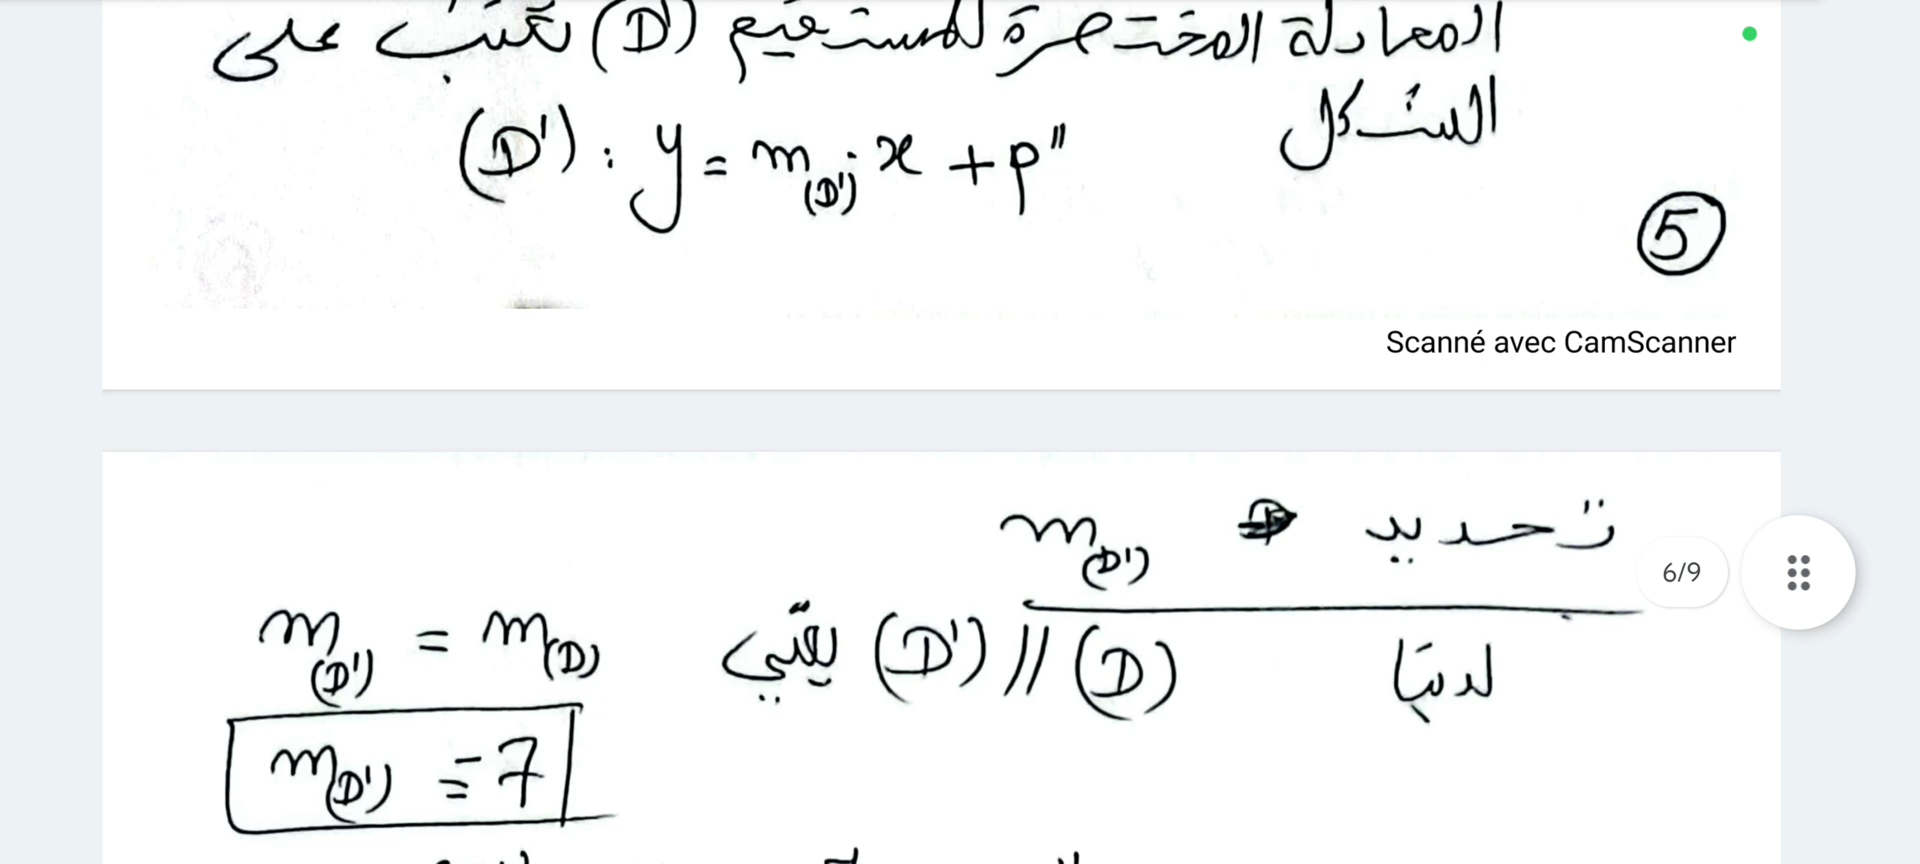 المعادلة المختصرة للمستقيم (D') تكتب على
الشكل
(D') : y = m(D') x + p''
5
Scanné avec CamScanner
تحديد m(D')
6/9
لدينا (D) // (D') يعني m(D') = m(D)
m(D') = -7